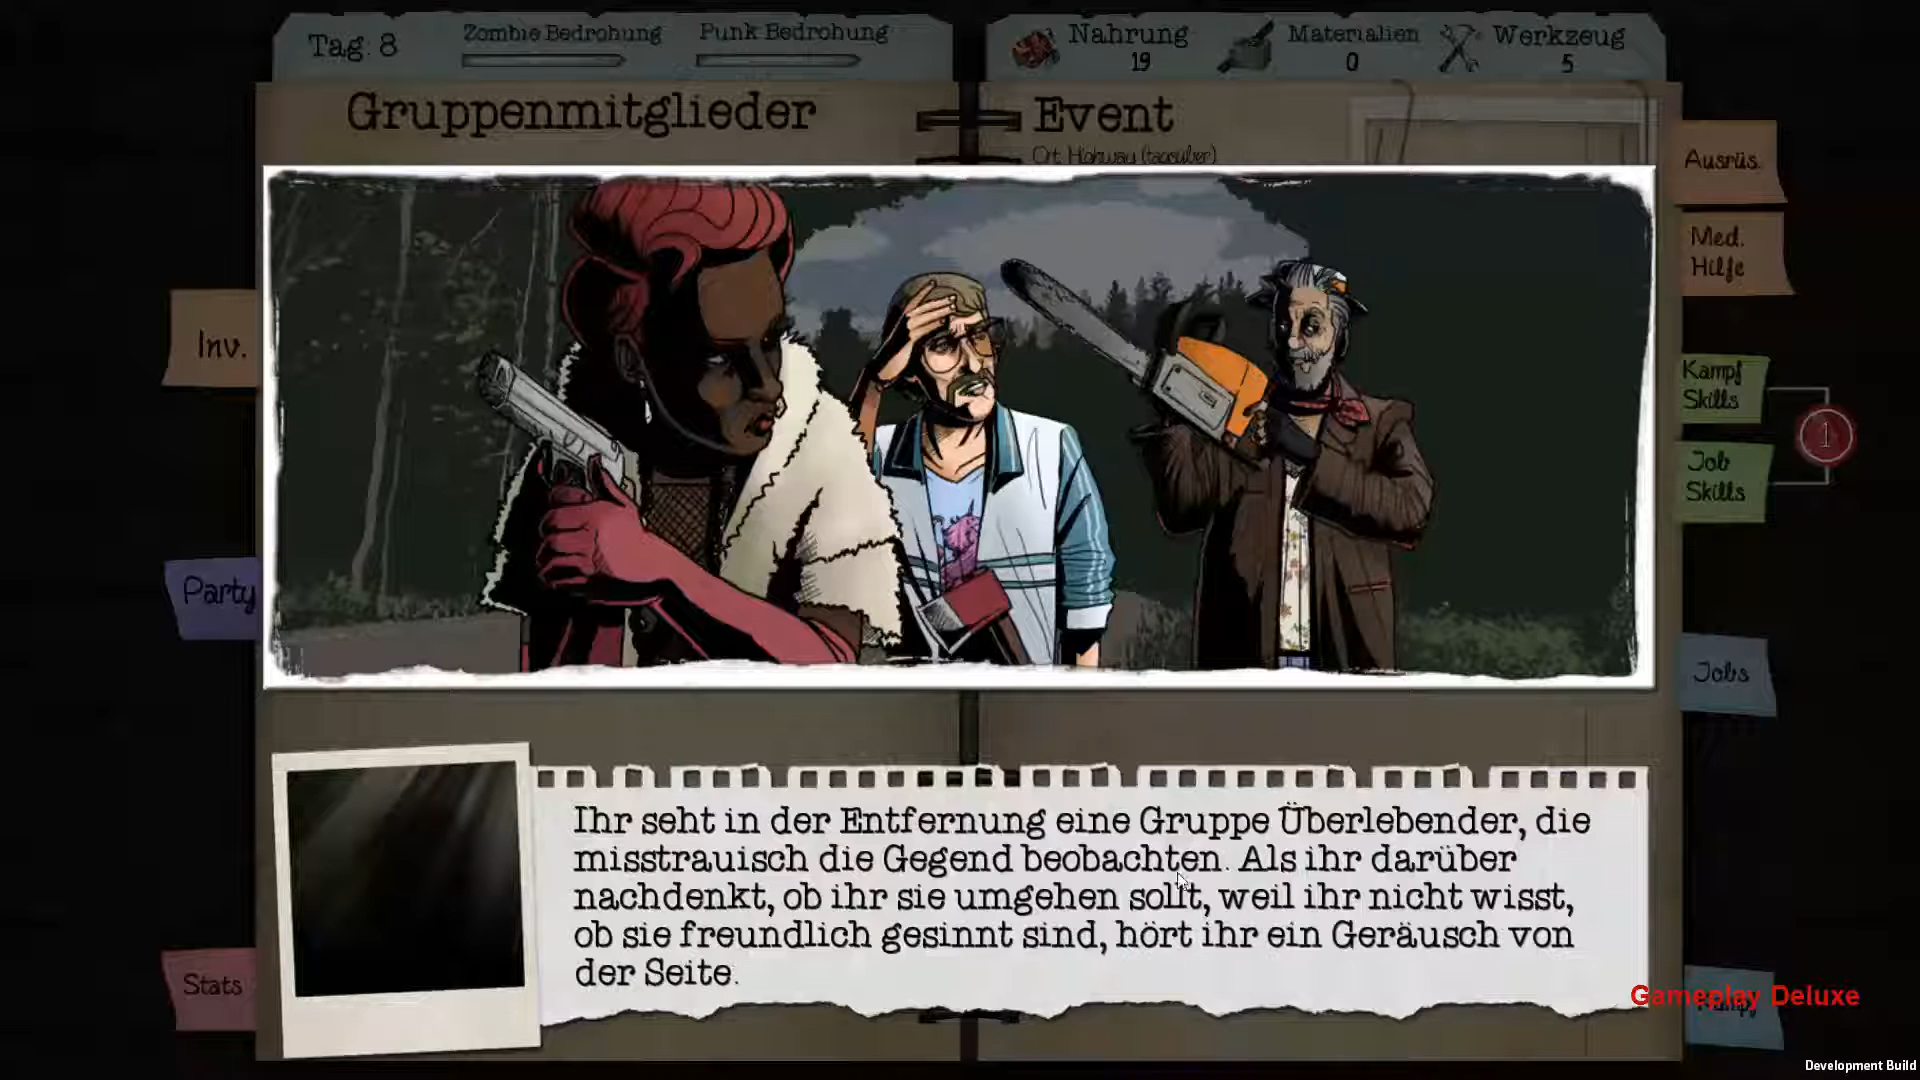 Tag: 8
Zombie Bedrohung
Punk Bedrohung
Nahrung
19
Materialien
0
Werkzeug
5
Gruppenmitglieder
Event
Ort: Highway (tagsüber)
Inv.
Party
Stats
Ausrüs.
Med.
Hilfe
Kampf
Skills
Job
Skills
1
Jobs
Ihr seht in der Entfernung eine Gruppe Überlebender, die
misstrauisch die Gegend beobachten. Als ihr darüber
nachdenkt, ob ihr sie umgehen sollt, weil ihr nicht wisst,
ob sie freundlich gesinnt sind, hört ihr ein Geräusch von
der Seite.
Gameplay Deluxe
Development Build